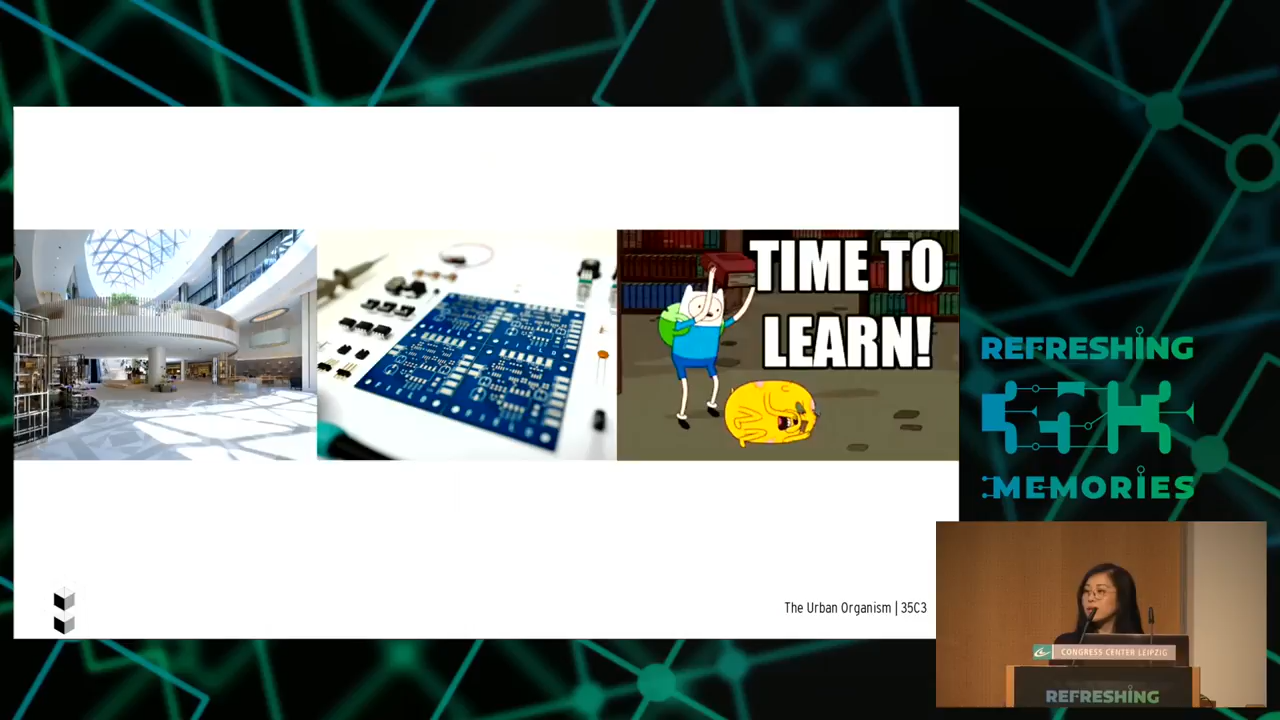 TIME TO
LEARN!
The Urban Organism | 35C3
REFRESHING
MEMORIES
CONGRESS CENTER LEIPZIG
REFRESHING